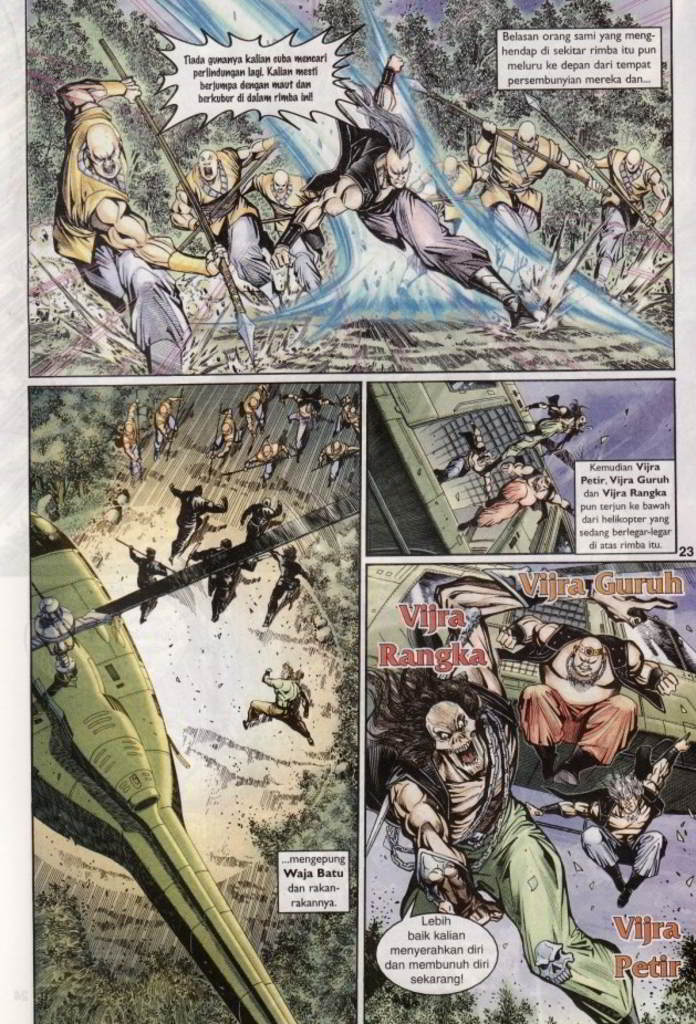 Tiada gunanya kalian cuba mencari
perlindungan lagi. Kalian mesti
berjumpa dengan maut dan
berkubur di dalam rimba ini!
Belasan orang sami yang meng-
hendap di sekitar rimba itu pun
meluru ke depan dari tempat
persembunyian mereka dan...
...mengepung
Waja Batu
dan rakan-
rakannya.
Kemudian Vijra
Petir, Vijra Guruh
dan Vijra Rangka
pun terjun ke bawah
dari helikopter yang
sedang berlegar-legar
di atas rimba itu.
23
Vijra Guruh
Vijra
Rangka
Lebih
baik kalian
menyerahkan diri
dan membunuh diri
sekarang!
Vijra
Petir